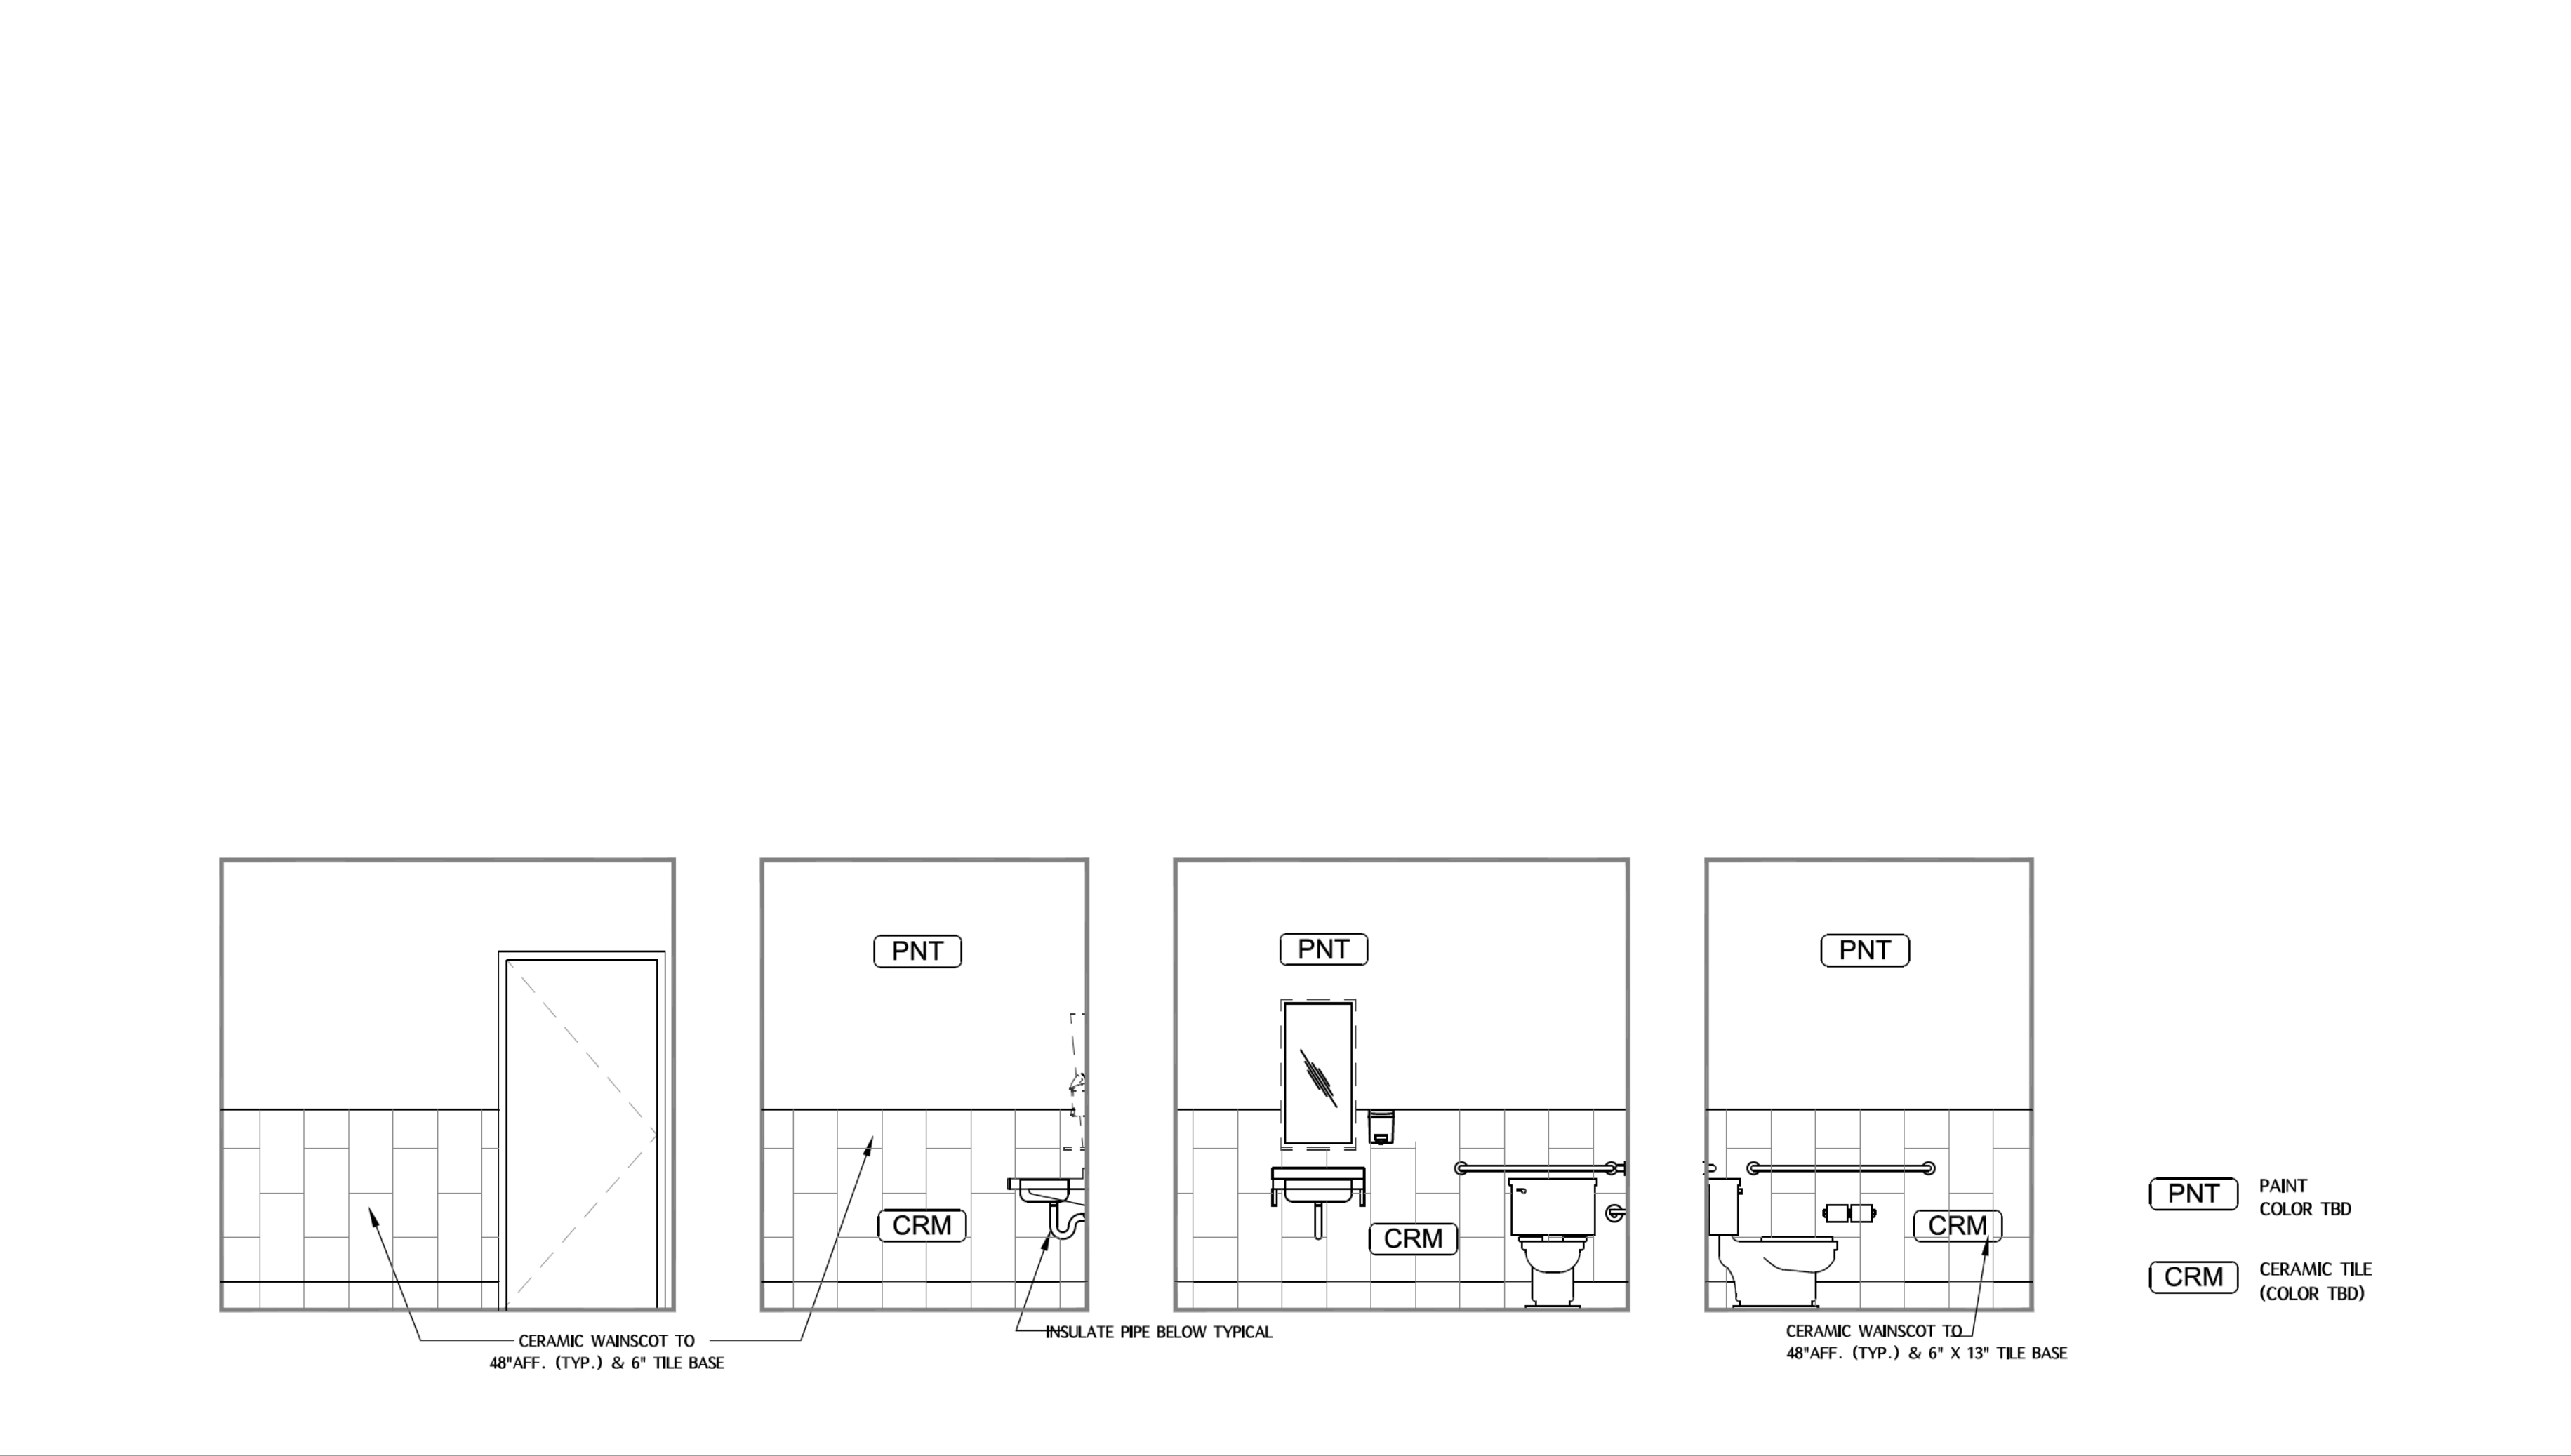 PNT
PNT
PNT
CRM
CRM
CRM
PNT
PAINT
COLOR TBD
CRM
CERAMIC TILE
(COLOR TBD)
CERAMIC WAINSCOT TO
48"AFF. (TYP.) & 6" TILE BASE
INSULATE PIPE BELOW TYPICAL
CERAMIC WAINSCOT TO
48"AFF. (TYP.) & 6" X 13" TILE BASE